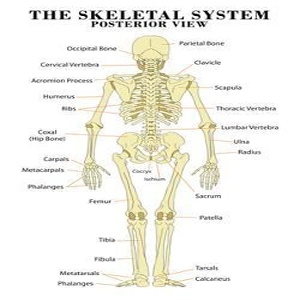 THE SKELETAL SYSTEM
POSTERIOR VIEW
Occipital Bone
Parietal Bone
Cervical Vertebra
Clavicle
Acromion Process
Scapula
Humerus
Ribs
Thoracic Vertebra
Coxal
(Hip Bone)
Lumbar Vertebra
Ulna
Radius
Carpals
Metacarpals
Phalanges
Coccyx
Ischium
Femur
Sacrum
Patella
Tibia
Fibula
Metatarsals
Phalanges
Tarsals
Calcaneus